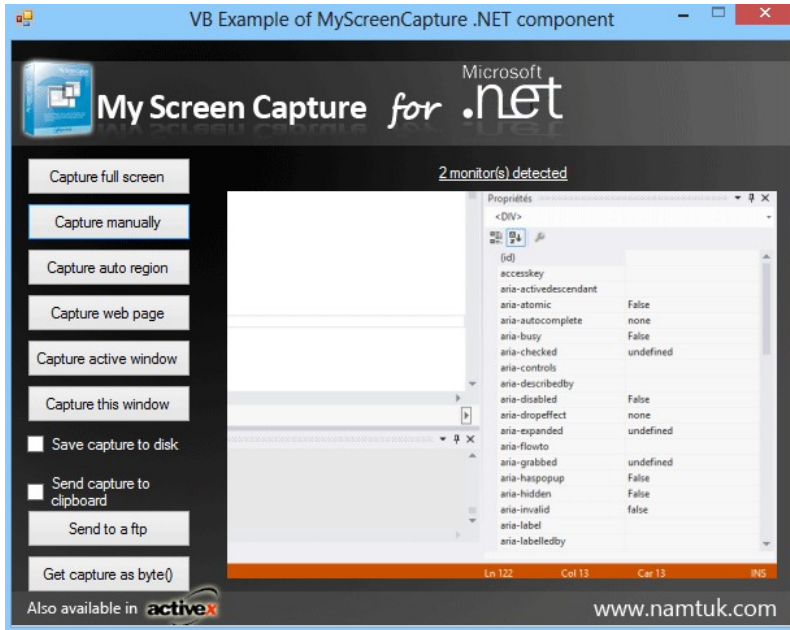 VB Example of MyScreenCapture .NET component
My Screen Capture for Microsoft .net
2 monitor(s) detected
Capture full screen
Capture manually
Capture auto region
Capture web page
Capture active window
Capture this window
Save capture to disk
Send capture to
clipboard
Send to a ftp
Get capture as byte()
Propriétés
<DIV>
(id)
accesskey
aria-activedescendant
aria-atomic False
aria-autocomplete none
aria-busy False
aria-checked undefined
aria-controls
aria-describedby
aria-disabled False
aria-dropeffect none
aria-expanded undefined
aria-flowto
aria-grabbed undefined
aria-haspopup False
aria-hidden False
aria-invalid false
aria-label
aria-labelledby
Ln 122 Col 13 Car 13 INS
Also available in activex
www.namtuk.com